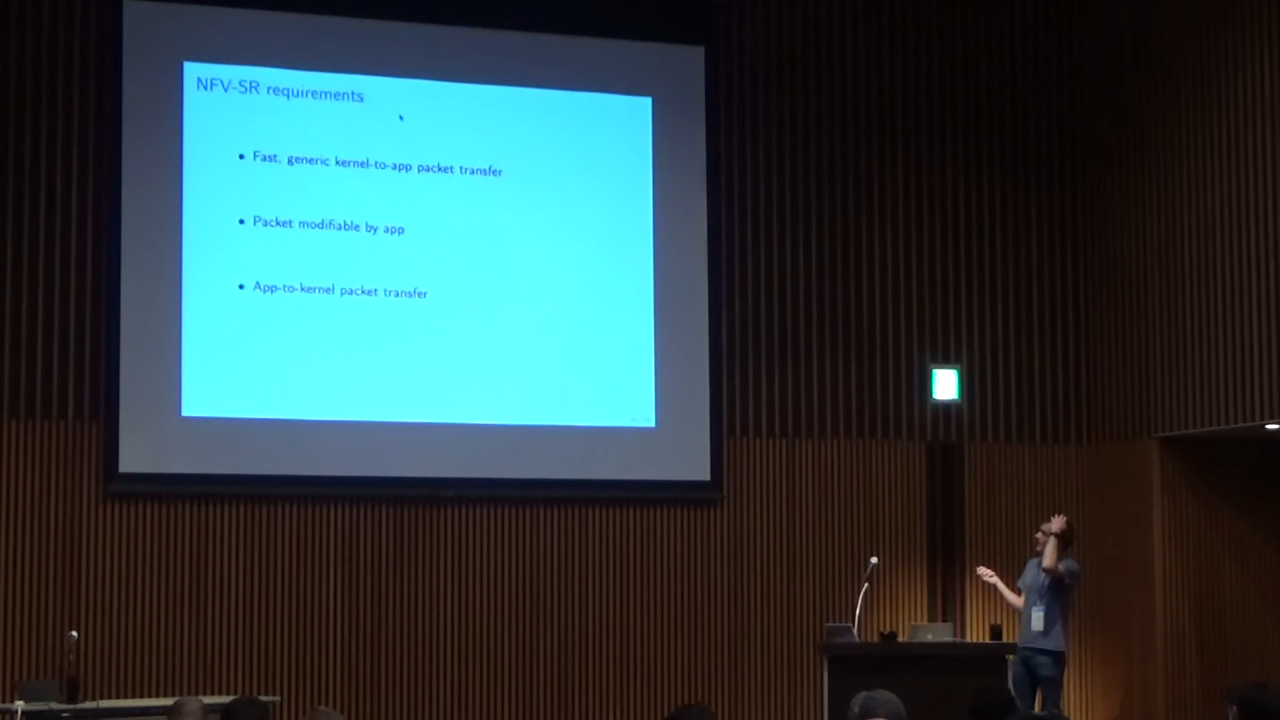 NFV-SR requirements
• Fast, generic kernel-to-app packet transfer
• Packet modifiable by app
• App-to-kernel packet transfer